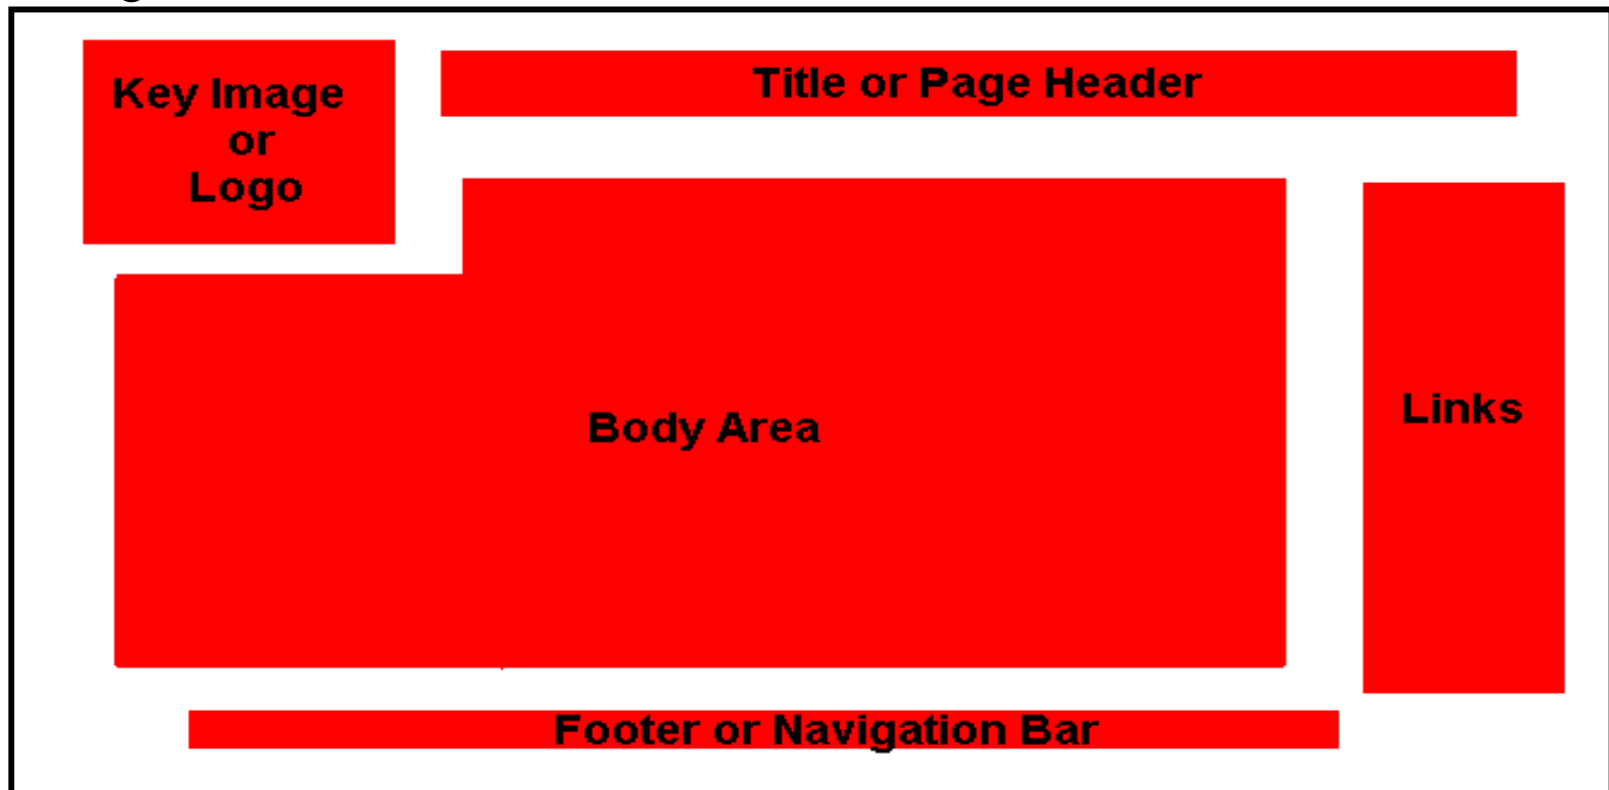 Key Image
or
Logo
Title or Page Header
Body Area
Links
Footer or Navigation Bar